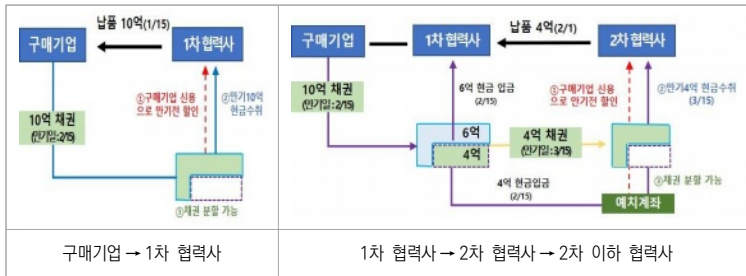 납품 10억(1/15)
구매기업
1차 협력사
10억 채권
(만기일:2/15)
①구매기업 신용
으로 만기전 할인
②만기10억
현금수취
③채권 분할 가능
구매기업 → 1차 협력사
납품 4억(2/1)
구매기업
1차 협력사
2차 협력사
10억 채권
(만기일:2/15)
6억 현금 입금
(2/15)
①구매기업 신용
으로 만기전 할인
②만기4억 현금수취
(3/15)
6억
4억
4억 채권
(만기일:3/15)
4억 현금입금
(2/15)
③채권 분할 가능
예치계좌
1차 협력사 → 2차 협력사 → 2차 이하 협력사